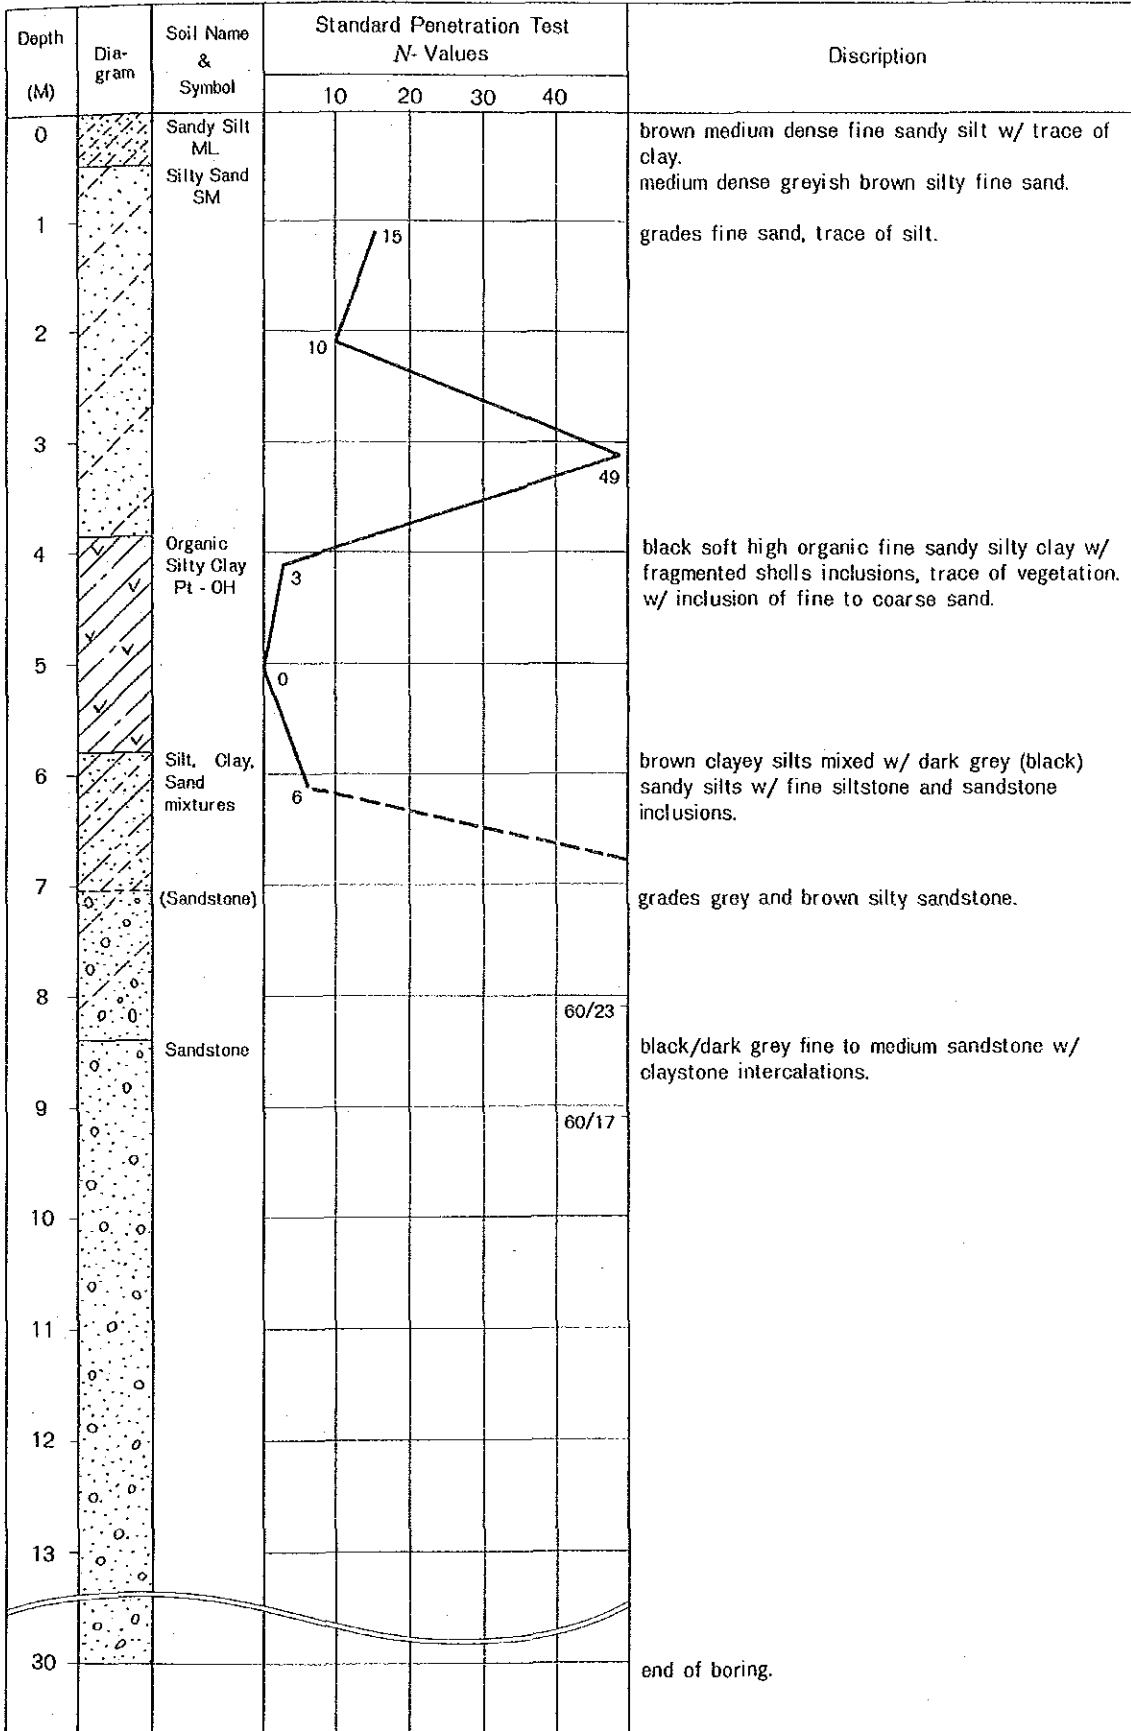 Depth
(M)
Dia-
gram
Soil Name
&
Symbol
Standard Penetration Test
N- Values
10 20 30 40
Discription
0
Sandy Silt
ML
brown medium dense fine sandy silt w/ trace of
clay.
Silty Sand
SM
medium dense greyish brown silty fine sand.
1
15
grades fine sand, trace of silt.
2
10
3
49
4
Organic
Silty Clay
Pt - OH
3
black soft high organic fine sandy silty clay w/
fragmented shells inclusions, trace of vegetation.
w/ inclusion of fine to coarse sand.
5
0
6
Silt, Clay,
Sand
mixtures
6
brown clayey silts mixed w/ dark grey (black)
sandy silts w/ fine siltstone and sandstone
inclusions.
7
(Sandstone)
grades grey and brown silty sandstone.
8
60/23
Sandstone
black/dark grey fine to medium sandstone w/
claystone intercalations.
9
60/17
10
11
12
13
30
end of boring.